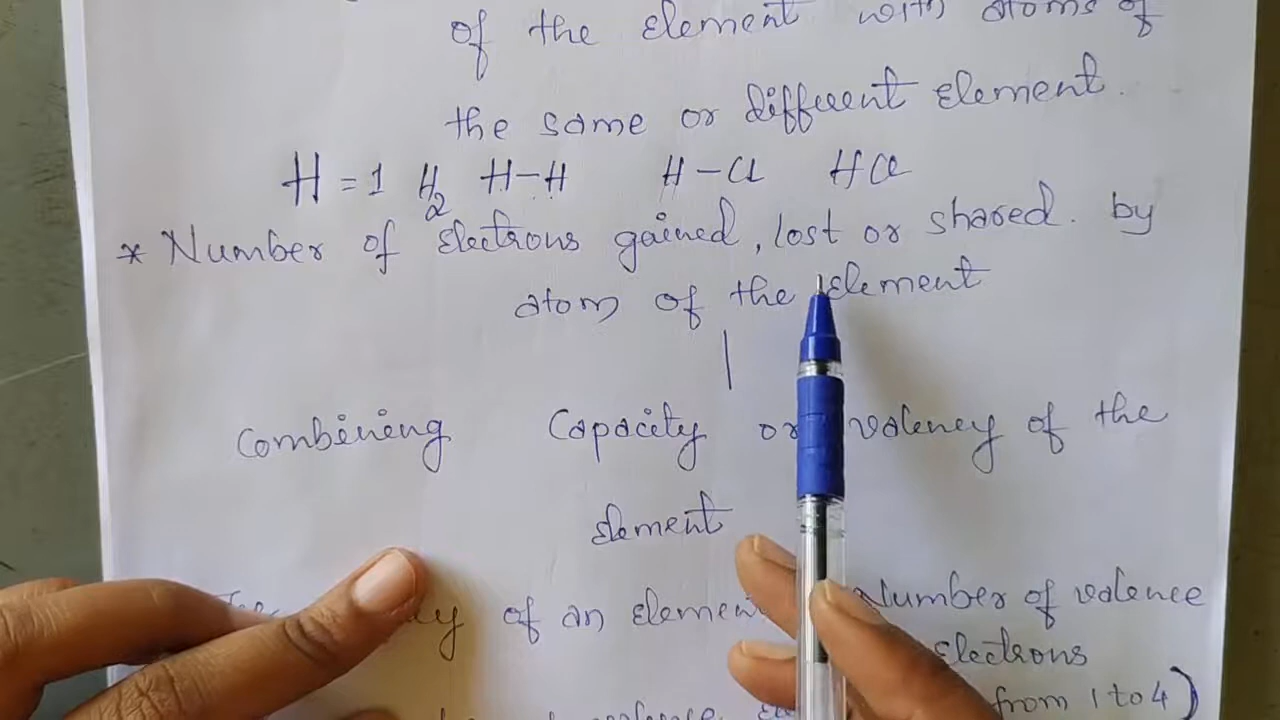 of the element with atoms of
the same or different element.
H = 1 H2 H-H H-Cl HCl
* Number of electrons gained, lost or shared. by
atom of the element
|
Combining Capacity or valency of the
element
of an element Number of valence
electrons
from 1 to 4)